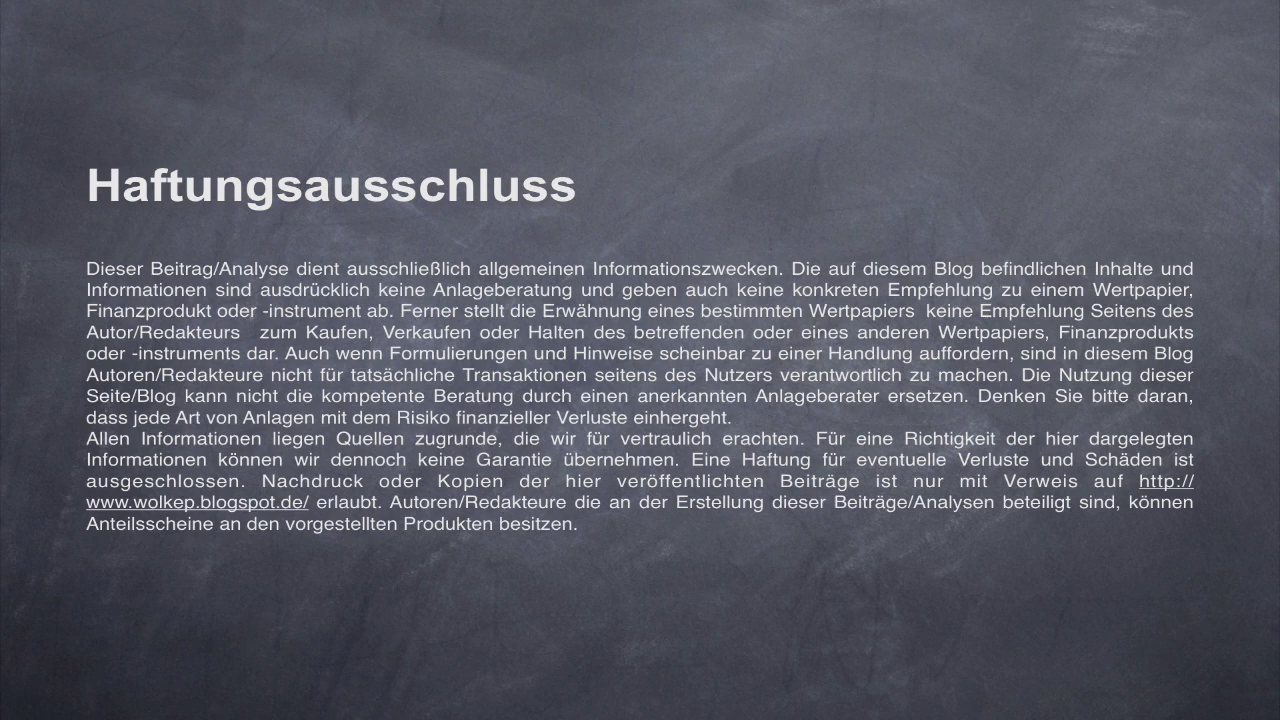 Haftungsausschluss
Dieser Beitrag/Analyse dient ausschließlich allgemeinen Informationszwecken. Die auf diesem Blog befindlichen Inhalte und
Informationen sind ausdrücklich keine Anlageberatung und geben auch keine konkreten Empfehlung zu einem Wertpapier,
Finanzprodukt oder -instrument ab. Ferner stellt die Erwähnung eines bestimmten Wertpapiers  keine Empfehlung Seitens des
Autor/Redakteurs  zum Kaufen, Verkaufen oder Halten des betreffenden oder eines anderen Wertpapiers, Finanzprodukts
oder -instruments dar. Auch wenn Formulierungen und Hinweise scheinbar zu einer Handlung auffordern, sind in diesem Blog
Autoren/Redakteure nicht für tatsächliche Transaktionen seitens des Nutzers verantwortlich zu machen. Die Nutzung dieser
Seite/Blog kann nicht die kompetente Beratung durch einen anerkannten Anlageberater ersetzen. Denken Sie bitte daran,
dass jede Art von Anlagen mit dem Risiko finanzieller Verluste einhergeht.
Allen Informationen liegen Quellen zugrunde, die wir für vertraulich erachten. Für eine Richtigkeit der hier dargelegten
Informationen können wir dennoch keine Garantie übernehmen. Eine Haftung für eventuelle Verluste und Schäden ist
ausgeschlossen. Nachdruck oder Kopien der hier veröffentlichten Beiträge ist nur mit Verweis auf http://
www.wolkep.blogspot.de/ erlaubt. Autoren/Redakteure die an der Erstellung dieser Beiträge/Analysen beteiligt sind, können
Anteilsscheine an den vorgestellten Produkten besitzen.